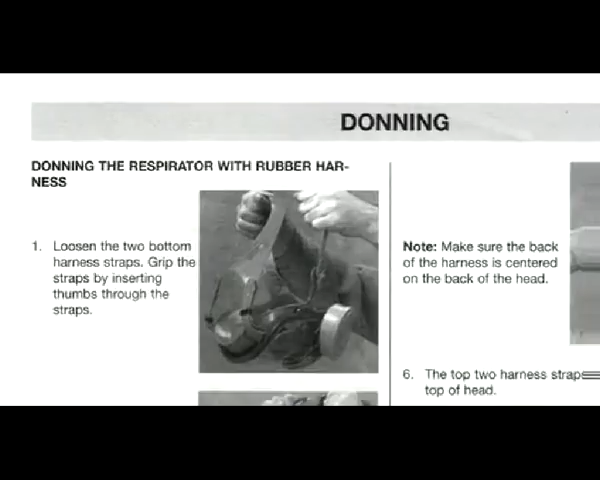 DONNING
DONNING THE RESPIRATOR WITH RUBBER HAR-
NESS
1. Loosen the two bottom
harness straps. Grip the
straps by inserting
thumbs through the
straps.
Note: Make sure the back
of the harness is centered
on the back of the head.
6. The top two harness strap
top of head.